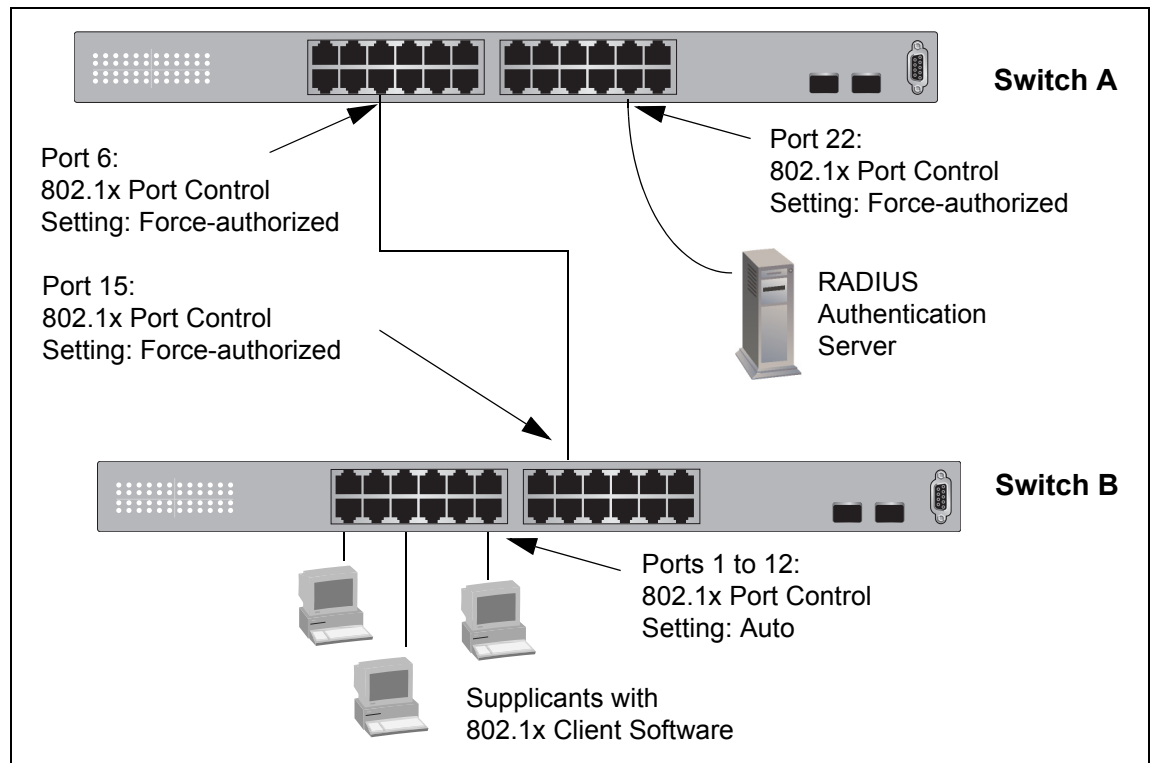 Switch A
Port 6:
802.1x Port Control
Setting: Force-authorized
Port 22:
802.1x Port Control
Setting: Force-authorized
Port 15:
802.1x Port Control
Setting: Force-authorized
RADIUS
Authentication
Server
Switch B
Ports 1 to 12:
802.1x Port Control
Setting: Auto
Supplicants with
802.1x Client Software